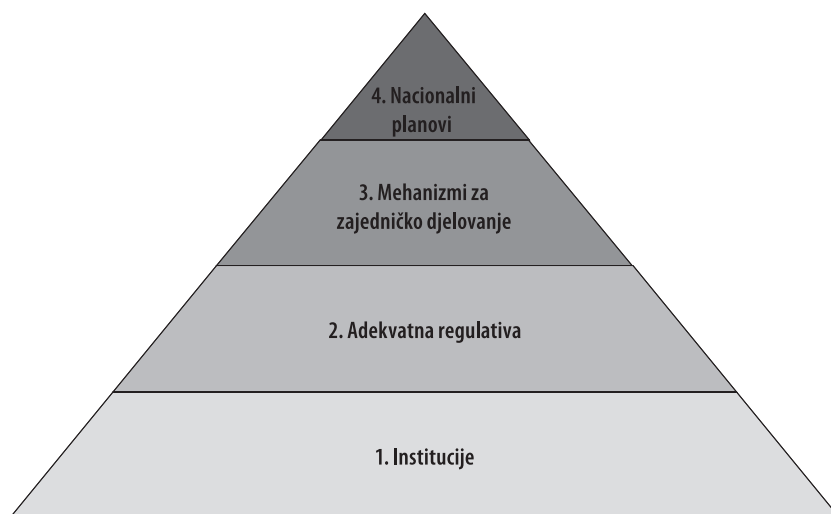 4. Nacionalni
planovi
3. Mehanizmi za
zajedničko djelovanje
2. Adekvatna regulativa
1. Institucije